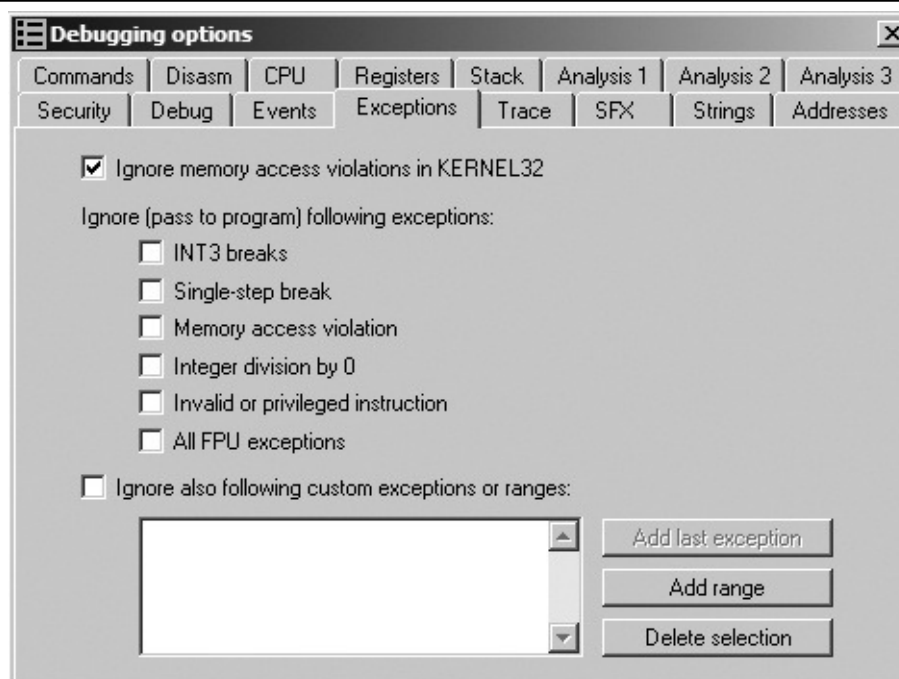 Debugging options
Commands Disasm CPU Registers Stack Analysis 1 Analysis 2 Analysis 3
Security Debug Events Exceptions Trace SFX Strings Addresses
Ignore memory access violations in KERNEL32
Ignore (pass to program) following exceptions:
INT3 breaks
Single-step break
Memory access violation
Integer division by 0
Invalid or privileged instruction
All FPU exceptions
Ignore also following custom exceptions or ranges:
Add last exception
Add range
Delete selection